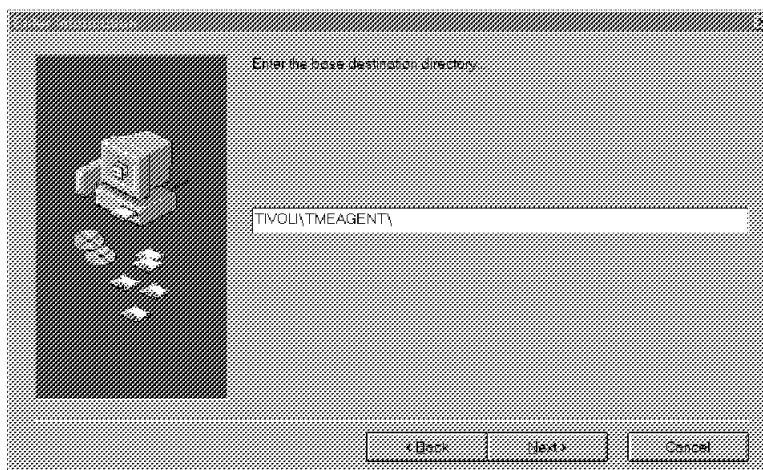 Enter the base destination directory.
TIVOLI\TMEAGENT\
< Back
Next >
Cancel